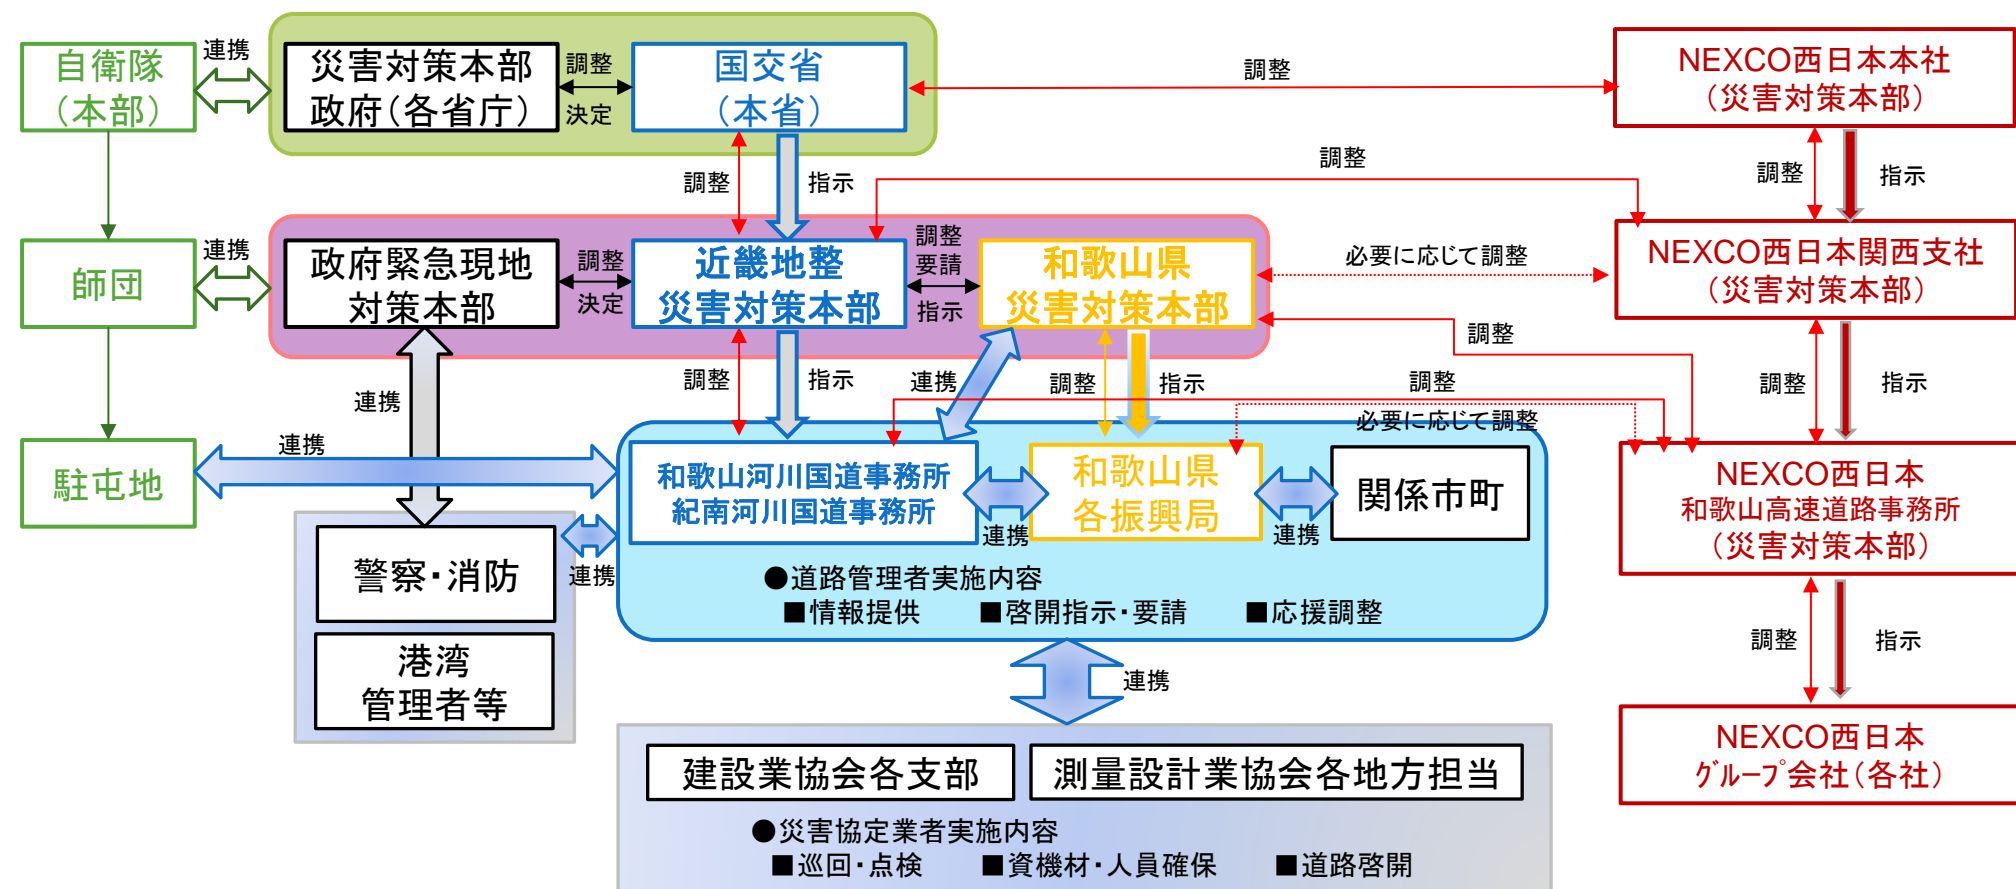 自衛隊
(本部)
連携
災害対策本部
政府(各省庁)
調整
決定
国交省
(本省)
調整
NEXCO西日本本社
(災害対策本部)
調整
指示
調整
調整
指示
師団
連携
政府緊急現地
対策本部
調整
決定
近畿地整
災害対策本部
調整
要請
指示
和歌山県
災害対策本部
必要に応じて調整
NEXCO西日本関西支社
(災害対策本部)
調整
連携
調整
指示
連携
調整
指示
調整
調整
指示
必要に応じて調整
駐屯地
連携
和歌山河川国道事務所
紀南河川国道事務所
連携
和歌山県
各振興局
連携
関係市町
NEXCO西日本
和歌山高速道路事務所
(災害対策本部)
警察・消防
連携
港湾
管理者等
●道路管理者実施内容
■情報提供 ■啓開指示・要請 ■応援調整
調整
指示
連携
NEXCO西日本
グループ会社(各社)
建設業協会各支部
測量設計業協会各地方担当
●災害協定業者実施内容
■巡回・点検 ■資機材・人員確保 ■道路啓開